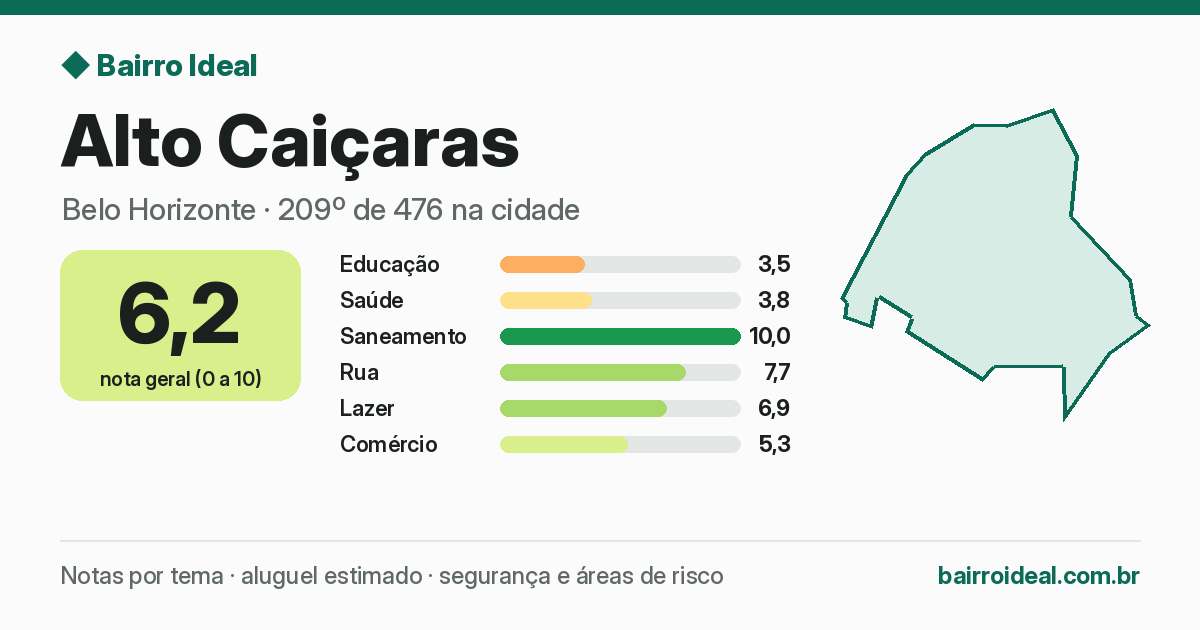 Bairro Ideal
Alto Caiçaras
Belo Horizonte · 209º de 476 na cidade
6,2
nota geral (0 a 10)
Educação 3,5
Saúde 3,8
Saneamento 10,0
Rua 7,7
Lazer 6,9
Comércio 5,3
Notas por tema · aluguel estimado · segurança e áreas de risco
bairroideal.com.br